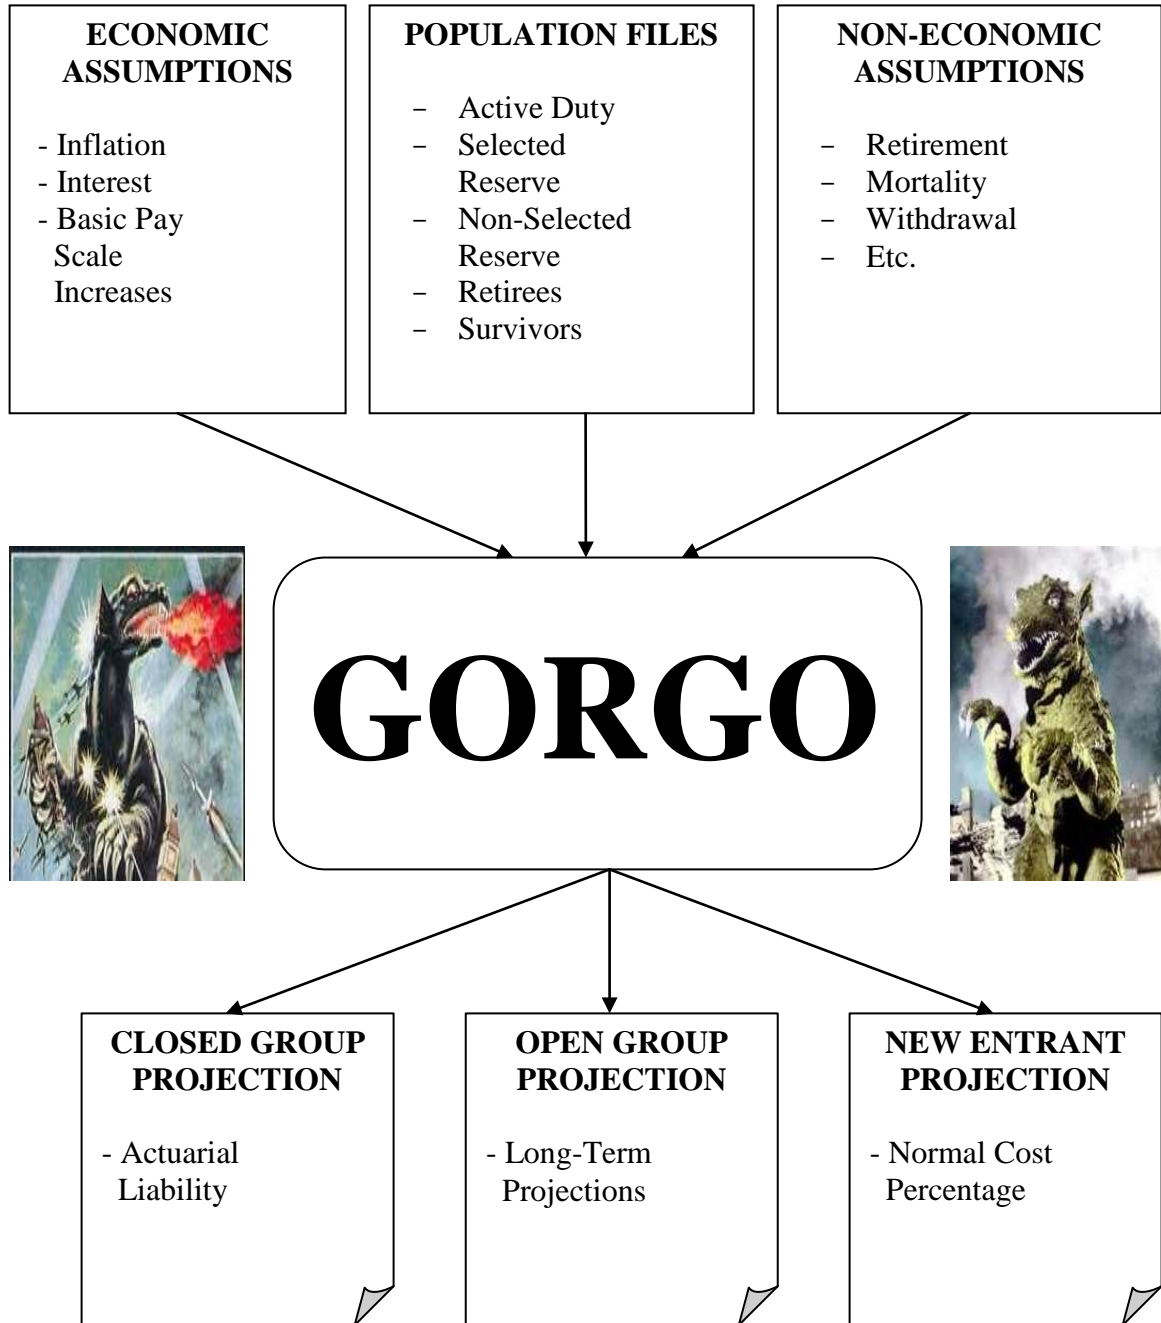 ECONOMIC
ASSUMPTIONS
- Inflation
- Interest
- Basic Pay
Scale
Increases
POPULATION FILES
- Active Duty
- Selected
Reserve
- Non-Selected
Reserve
- Retirees
- Survivors
NON-ECONOMIC
ASSUMPTIONS
- Retirement
- Mortality
- Withdrawal
- Etc.
GORGO
CLOSED GROUP
PROJECTION
- Actuarial
Liability
OPEN GROUP
PROJECTION
- Long-Term
Projections
NEW ENTRANT
PROJECTION
- Normal Cost
Percentage